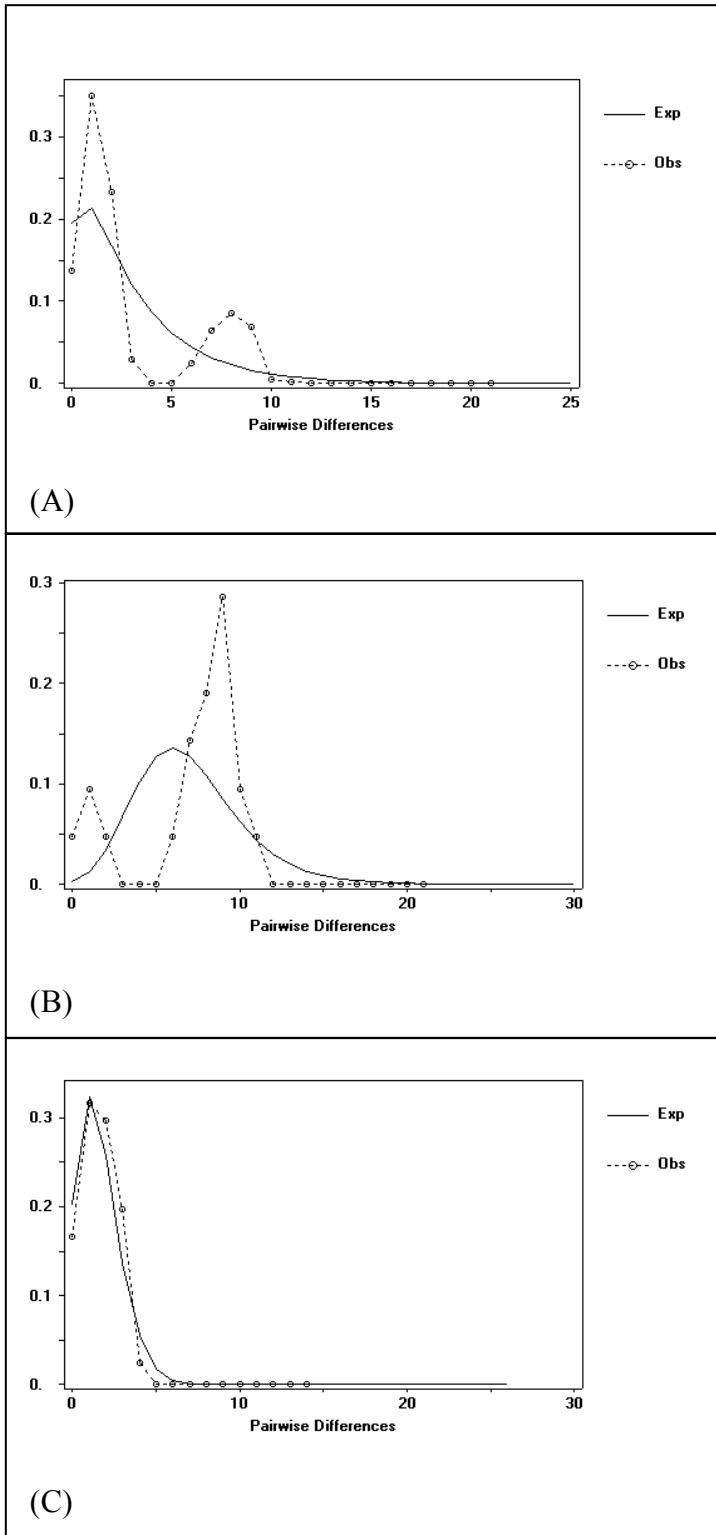 0.3
0.2
0.1
0.
0 5 10 15 20 25
Pairwise Differences
Exp
Obs
(A)
0.3
0.2
0.1
0.
0 10 20 30
Pairwise Differences
Exp
Obs
(B)
0.3
0.2
0.1
0.
0 10 20 30
Pairwise Differences
Exp
Obs
(C)